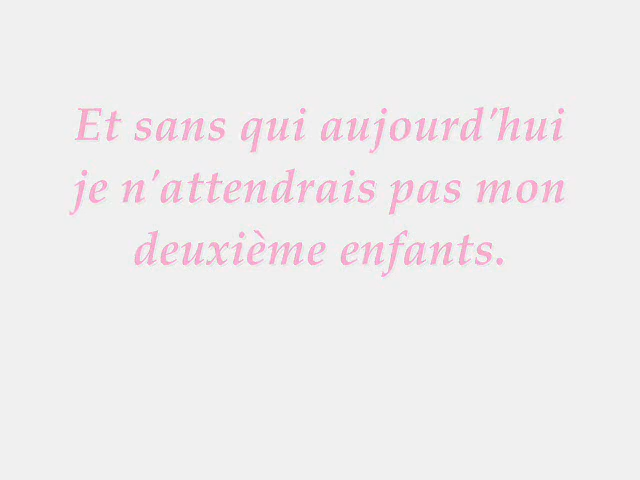 Et sans qui aujourd'hui
je n'attendrais pas mon
deuxième enfants.